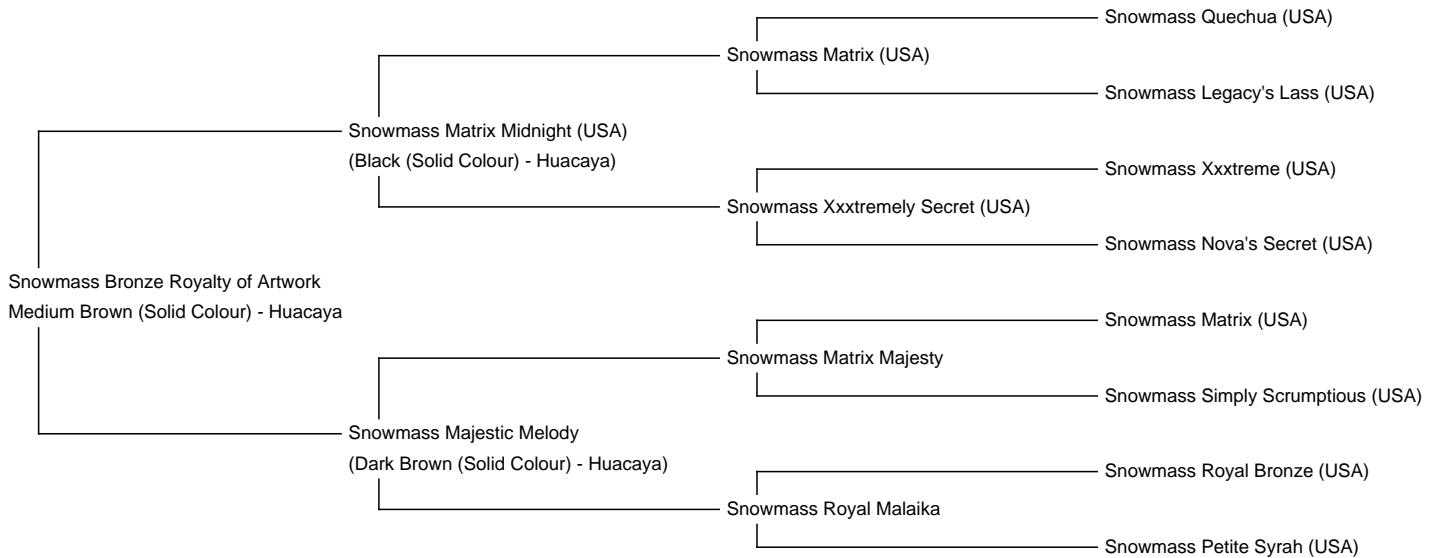 Snowmass Quechua (USA)
Snowmass Matrix (USA)
Snowmass Legacy's Lass (USA)
Snowmass Matrix Midnight (USA)
(Black (Solid Colour) - Huacaya)
Snowmass Xxxtreme (USA)
Snowmass Xxxtremely Secret (USA)
Snowmass Nova's Secret (USA)
Snowmass Bronze Royalty of Artwork
Medium Brown (Solid Colour) - Huacaya
Snowmass Matrix (USA)
Snowmass Matrix Majesty
Snowmass Simply Scrumptious (USA)
Snowmass Majestic Melody
(Dark Brown (Solid Colour) - Huacaya)
Snowmass Royal Bronze (USA)
Snowmass Royal Malaika
Snowmass Petite Syrah (USA)